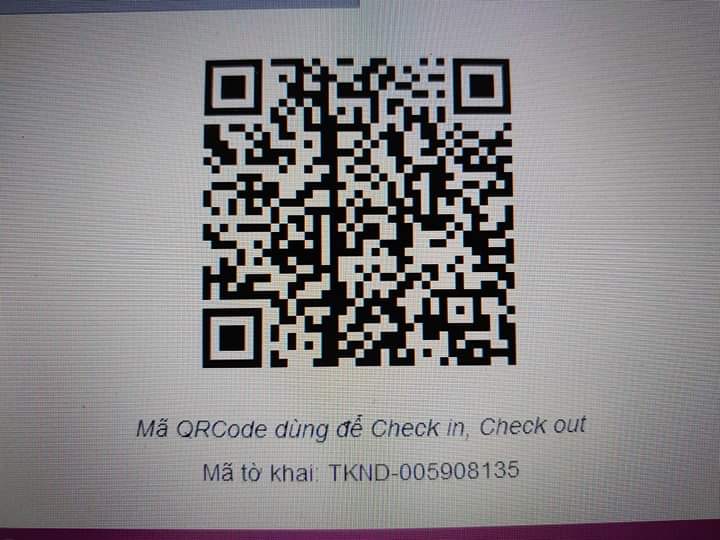 Mã QRCode dùng để Check in, Check out
Mã tờ khai: TKND-005908135